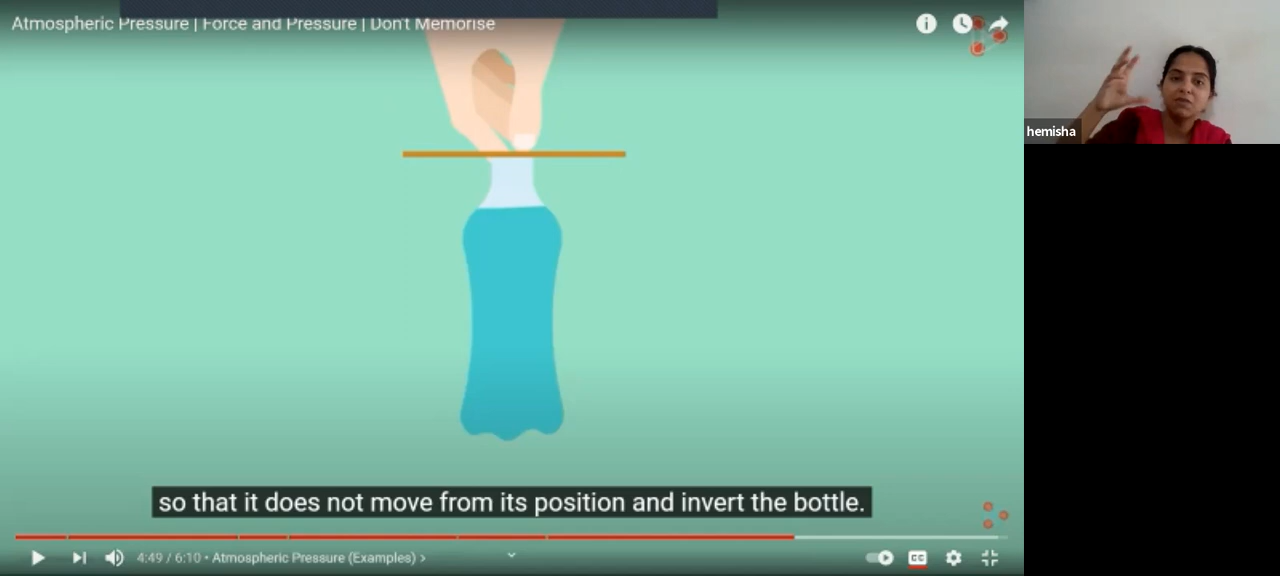 Atmospheric Pressure | Force and Pressure | Don't Memorise
hemisha
so that it does not move from its position and invert the bottle.
4:49 / 6:10 • Atmospheric Pressure (Examples) ›
CC